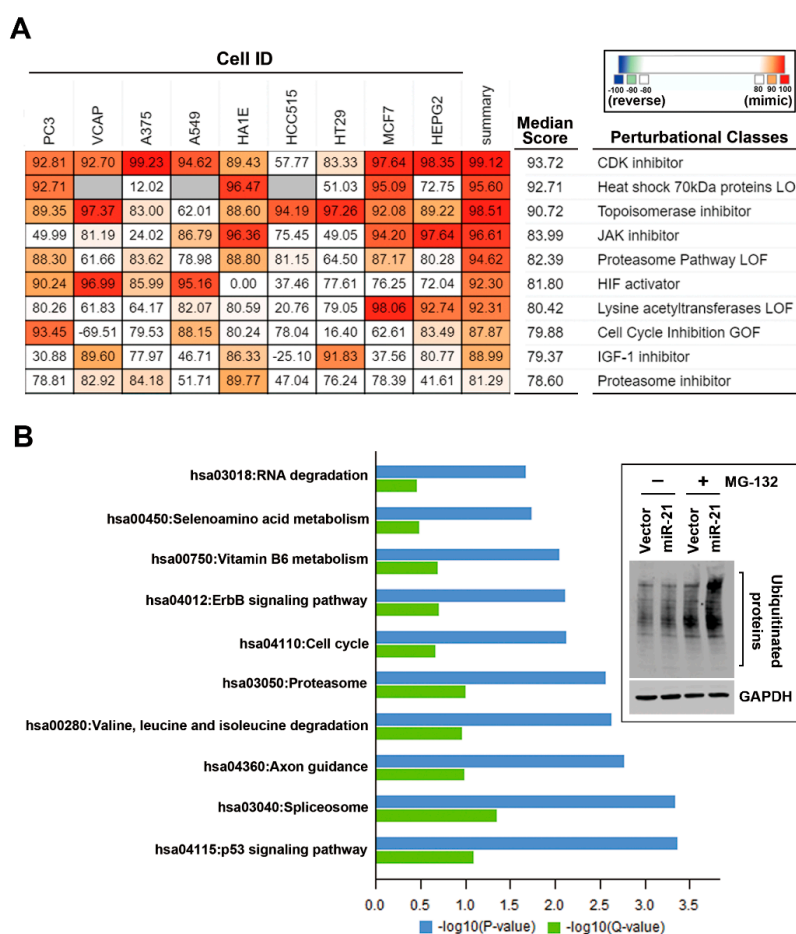 A
Cell ID
PC3 VCAP A375 A549 HA1E HCC515 HT29 MCF7 HEPG2 summary
-100 -90 -80 80 90 100
(reverse) (mimic)
Median Score Perturbational Classes
92.81 92.70 99.23 94.62 89.43 57.77 83.33 97.64 98.35 99.12 93.72 CDK inhibitor
92.71 12.02 96.47 51.03 95.09 72.75 95.60 92.71 Heat shock 70kDa proteins LO
89.35 97.37 83.00 62.01 88.60 94.19 97.26 92.08 89.22 98.51 90.72 Topoisomerase inhibitor
49.99 81.19 24.02 86.79 96.36 75.45 49.05 94.20 97.64 96.61 83.99 JAK inhibitor
88.30 61.66 83.62 78.98 88.80 81.15 64.50 87.17 80.28 94.62 82.39 Proteasome Pathway LOF
90.24 96.99 85.99 95.16 0.00 37.46 77.61 76.25 72.04 92.30 81.80 HIF activator
80.26 61.83 64.17 82.07 80.59 20.76 79.05 98.06 92.74 92.31 80.42 Lysine acetyltransferases LOF
93.45 -69.51 79.53 88.15 80.24 78.04 16.40 62.61 83.49 87.87 79.88 Cell Cycle Inhibition GOF
30.88 89.60 77.97 46.71 86.33 -25.10 91.83 37.56 80.77 88.99 79.37 IGF-1 inhibitor
78.81 82.92 84.18 51.71 89.77 47.04 76.24 78.39 41.61 81.29 78.60 Proteasome inhibitor
B
hsa03018:RNA degradation
hsa00450:Selenoamino acid metabolism
hsa00750:Vitamin B6 metabolism
hsa04012:ErbB signaling pathway
hsa04110:Cell cycle
hsa03050:Proteasome
hsa00280:Valine, leucine and isoleucine degradation
hsa04360:Axon guidance
hsa03040:Spliceosome
hsa04115:p53 signaling pathway
0.0 0.5 1.0 1.5 2.0 2.5 3.0 3.5
-log10(P-value) -log10(Q-value)
− + MG-132
Vector miR-21 Vector miR-21
Ubiquitinated proteins
GAPDH